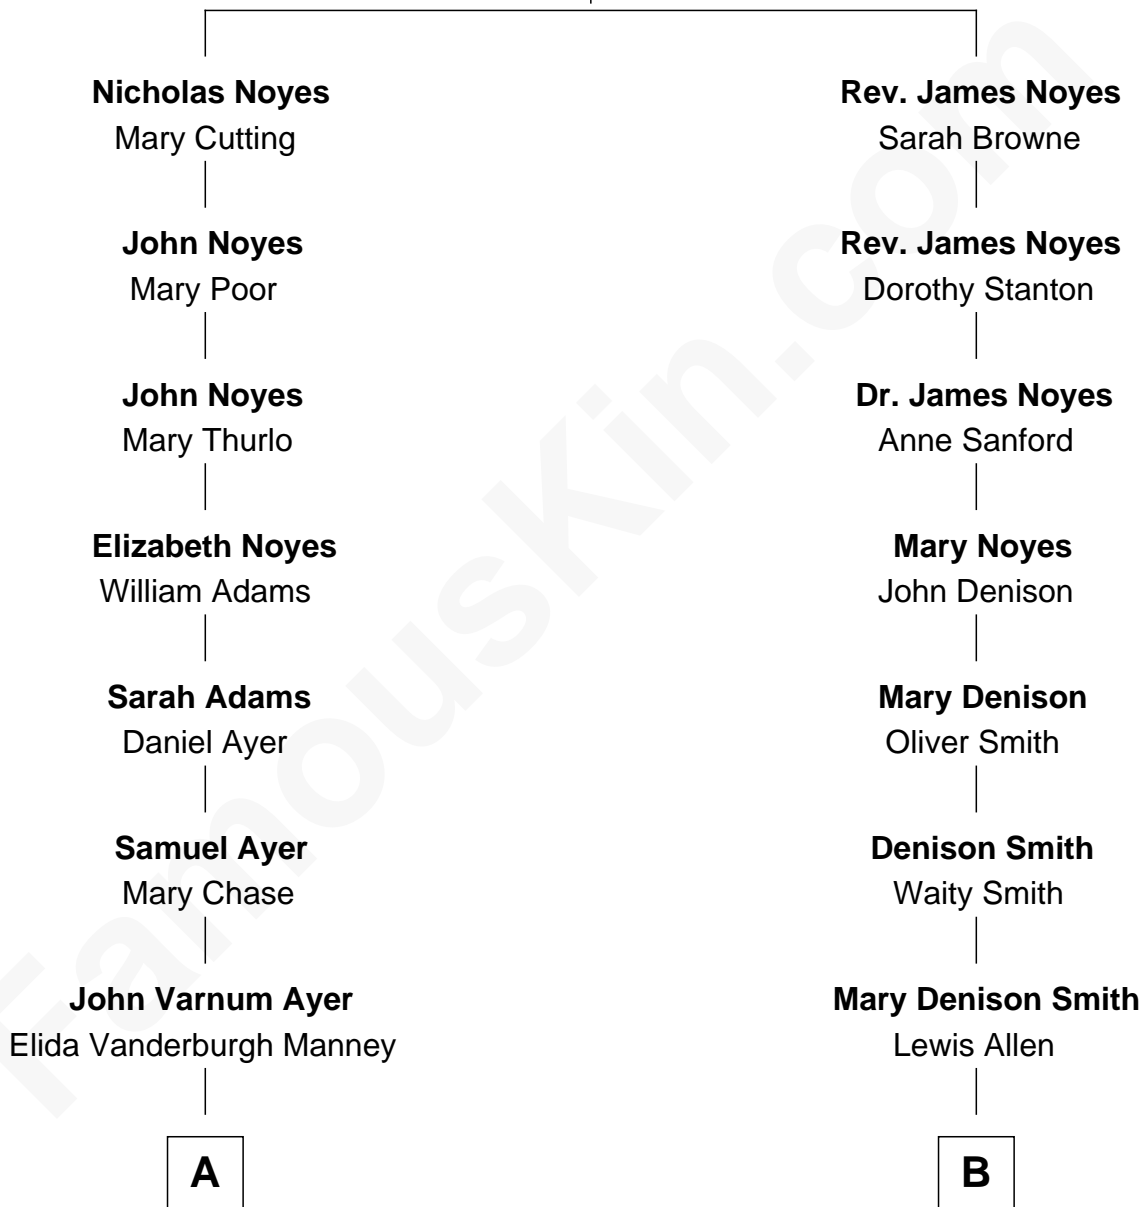 Nicholas Noyes
Mary Cutting
John Noyes
Mary Poor
John Noyes
Mary Thurlo
Elizabeth Noyes
William Adams
Sarah Adams
Daniel Ayer
Samuel Ayer
Mary Chase
John Varnum Ayer
Elida Vanderburgh Manney
A
Rev. James Noyes
Sarah Browne
Rev. James Noyes
Dorothy Stanton
Dr. James Noyes
Anne Sanford
Mary Noyes
John Denison
Mary Denison
Oliver Smith
Denison Smith
Waity Smith
Mary Denison Smith
Lewis Allen
B
FamousKin.com